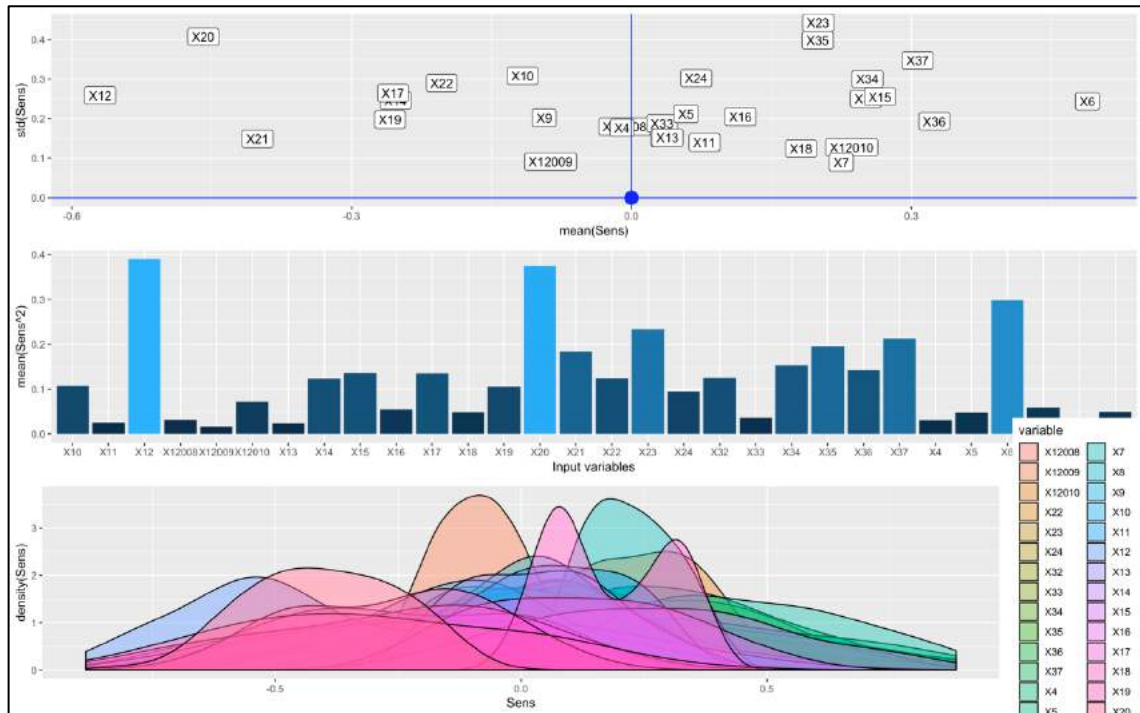 X20
X23
X35
X37
X12
X22
X10
X24
X34
X17
X14
X15
X6
X21
X19
X9
X4
08
X33
X5
X16
X36
X13
X11
X18
X12010
X12009
X7
std(Sens)
0.4
0.3
0.2
0.1
0.0
-0.6
-0.3
0.0
0.3
mean(Sens)
mean(Sens^2)
0.4
0.3
0.2
0.1
0.0
X10 X11 X12 X12008 X12009 X12010 X13 X14 X15 X16 X17 X18 X19 X20 X21 X22 X23 X24 X32 X33 X34 X35 X36 X37 X4 X5 X6
Input variables
density(Sens)
3
2
1
0
-0.5
0.0
0.5
Sens
variable
X12008 X7
X12009 X8
X12010 X9
X22 X10
X23 X11
X24 X12
X32 X13
X33 X14
X34 X15
X35 X16
X36 X17
X37 X18
X4 X19
X5 X20